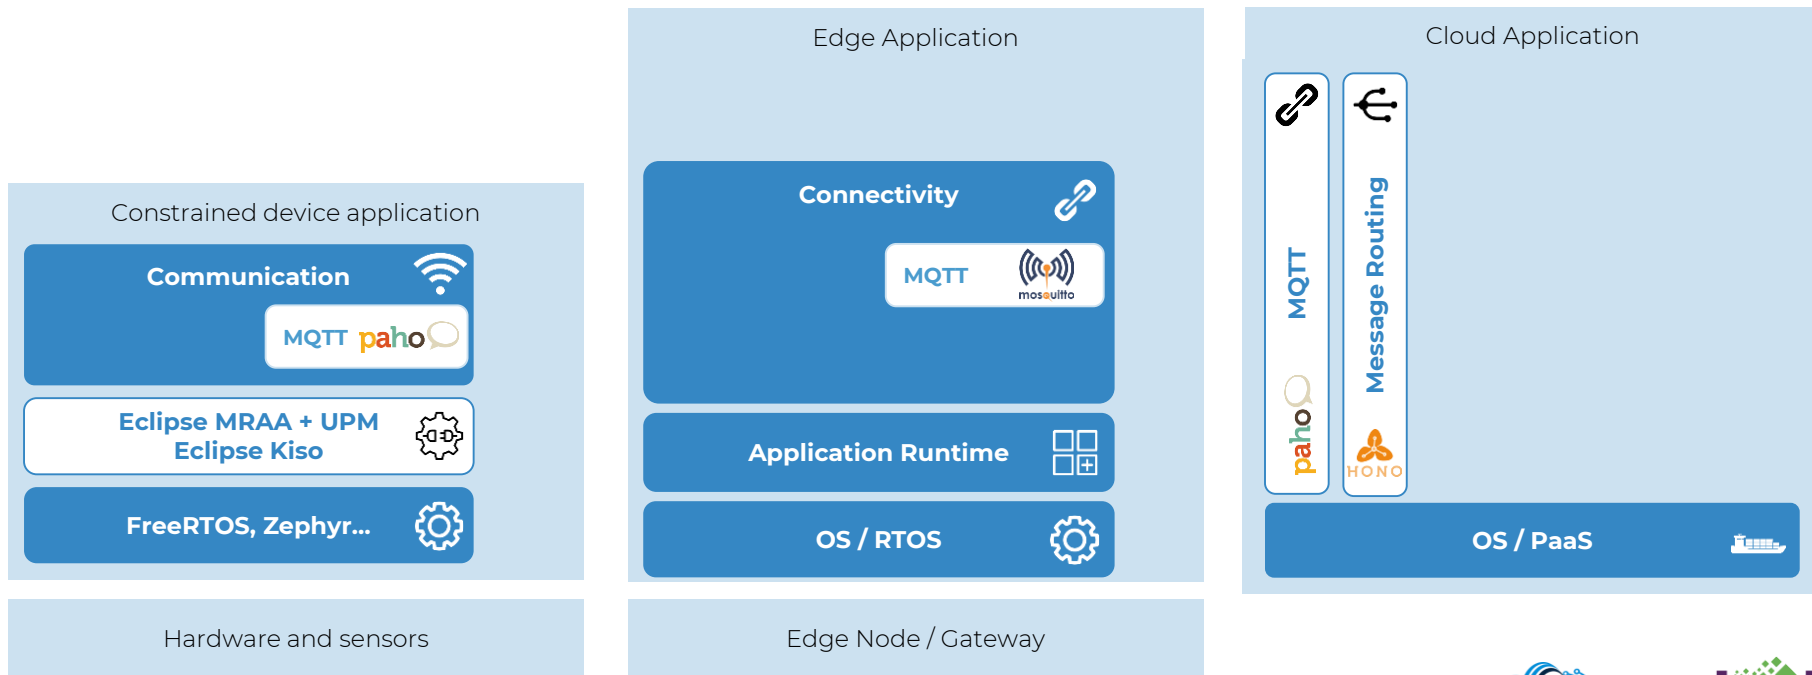 Constrained device application
Communication
MQTT paho
Eclipse MRAA + UPM
Eclipse Kiso
FreeRTOS, Zephyr...
Hardware and sensors
Edge Application
Connectivity
MQTT mosquitto
Application Runtime
OS / RTOS
Edge Node / Gateway
Cloud Application
MQTT
paho
Message Routing
HONO
OS / PaaS